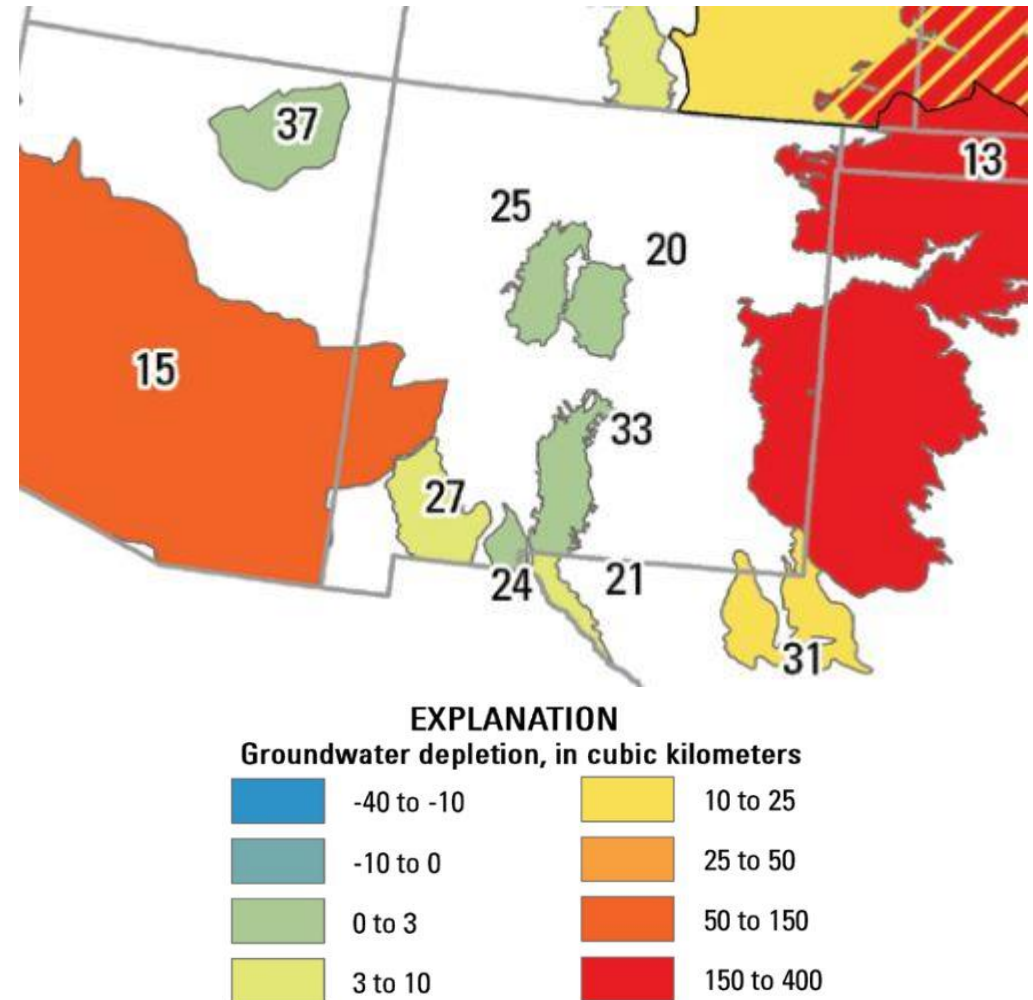 37
13
25
20
15
33
27
24
21
31
EXPLANATION
Groundwater depletion, in cubic kilometers
-40 to -10
10 to 25
-10 to 0
25 to 50
0 to 3
50 to 150
3 to 10
150 to 400